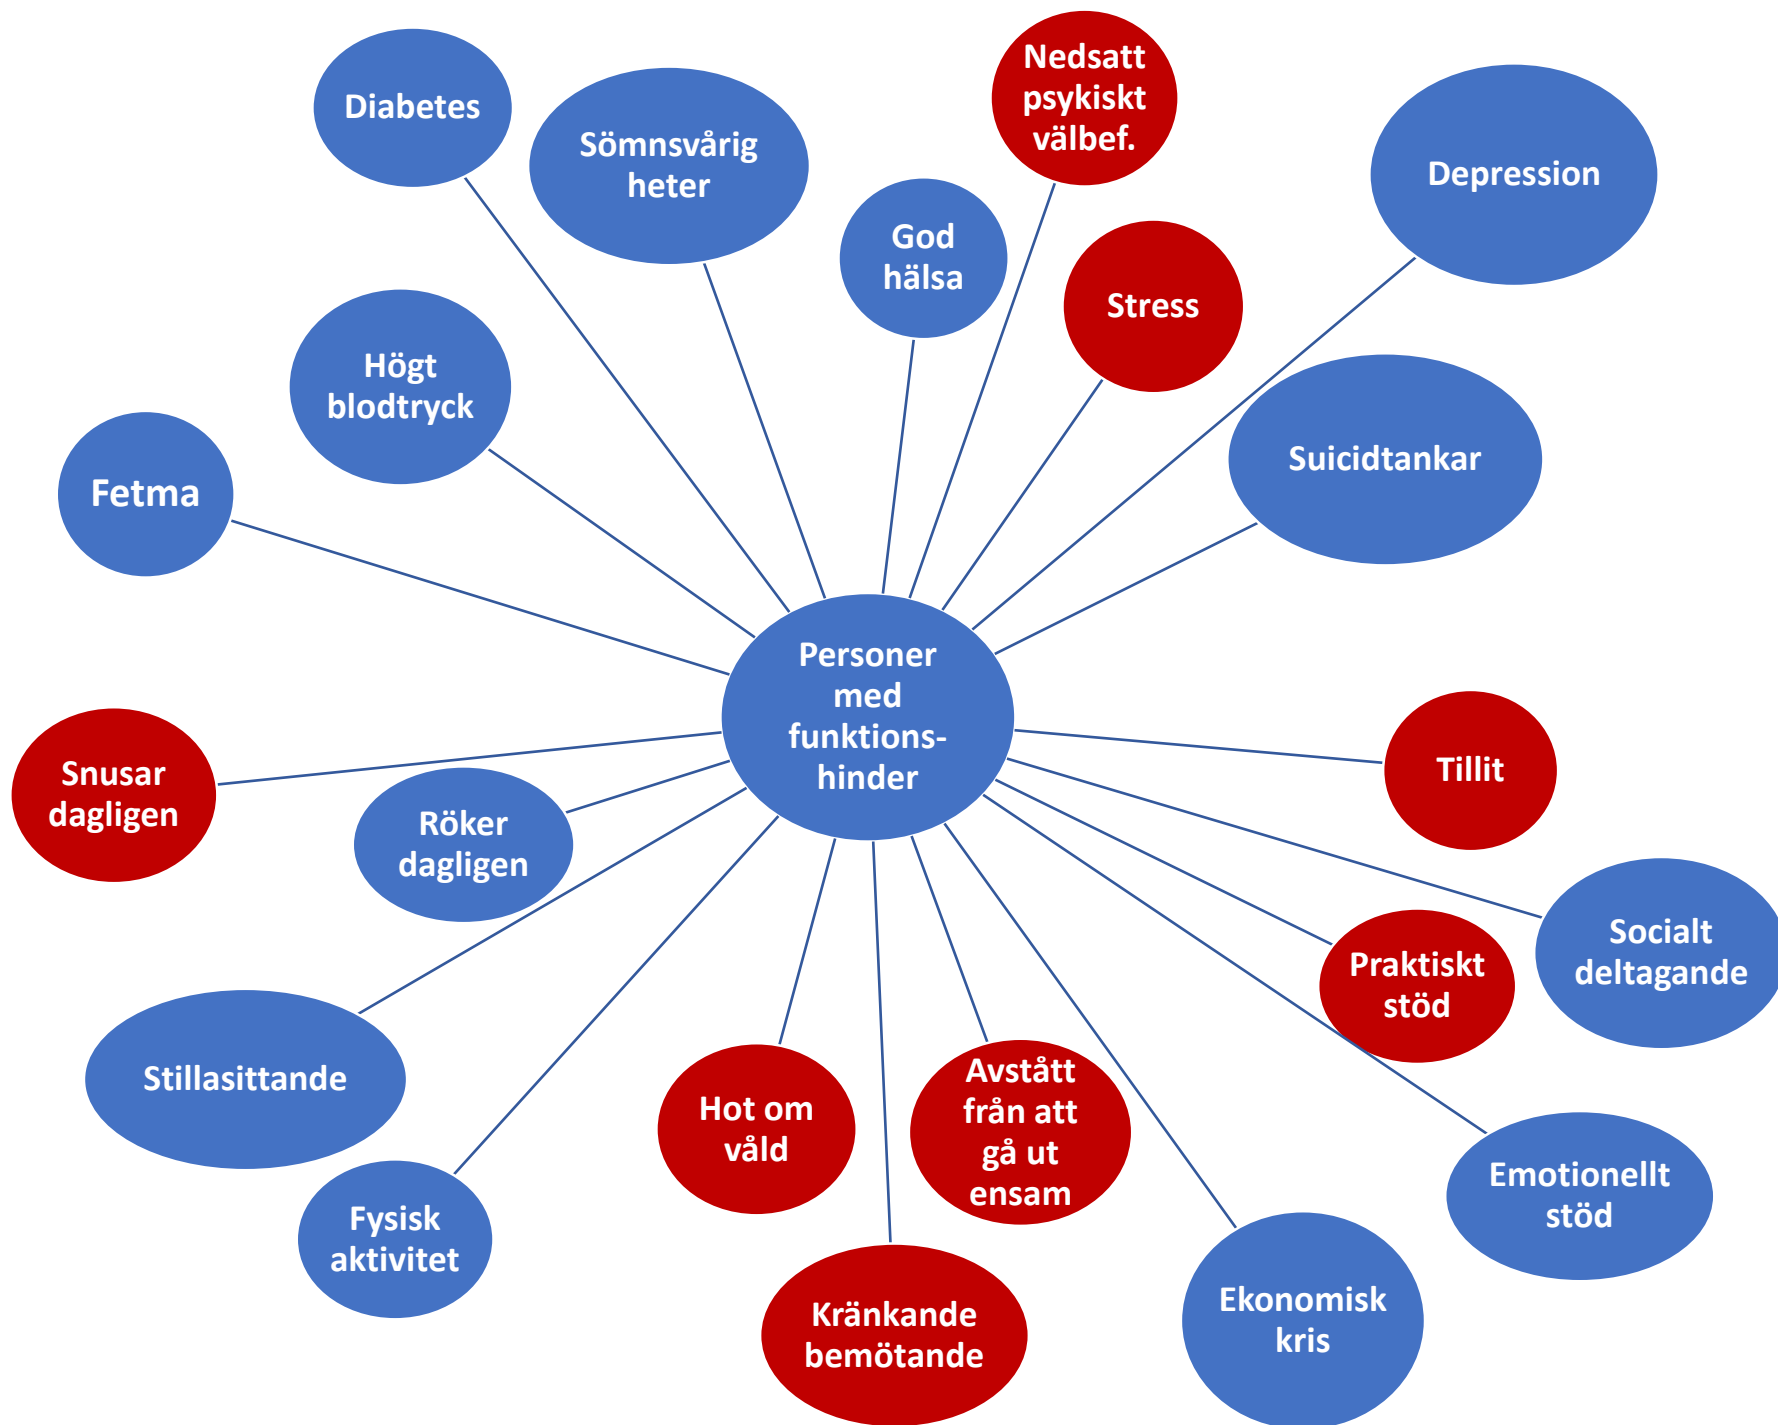 Nedsatt
psykiskt
välbef.
Diabetes
Sömnsvårig
heter
Depression
God
hälsa
Stress
Högt
blodtryck
Suicidtankar
Fetma
Personer
med
funktions-
hinder
Snusar
dagligen
Tillit
Röker
dagligen
Socialt
deltagande
Praktiskt
stöd
Stillasittande
Hot om
våld
Avstått
från att
gå ut
ensam
Emotionellt
stöd
Fysisk
aktivitet
Kränkande
bemötande
Ekonomisk
kris